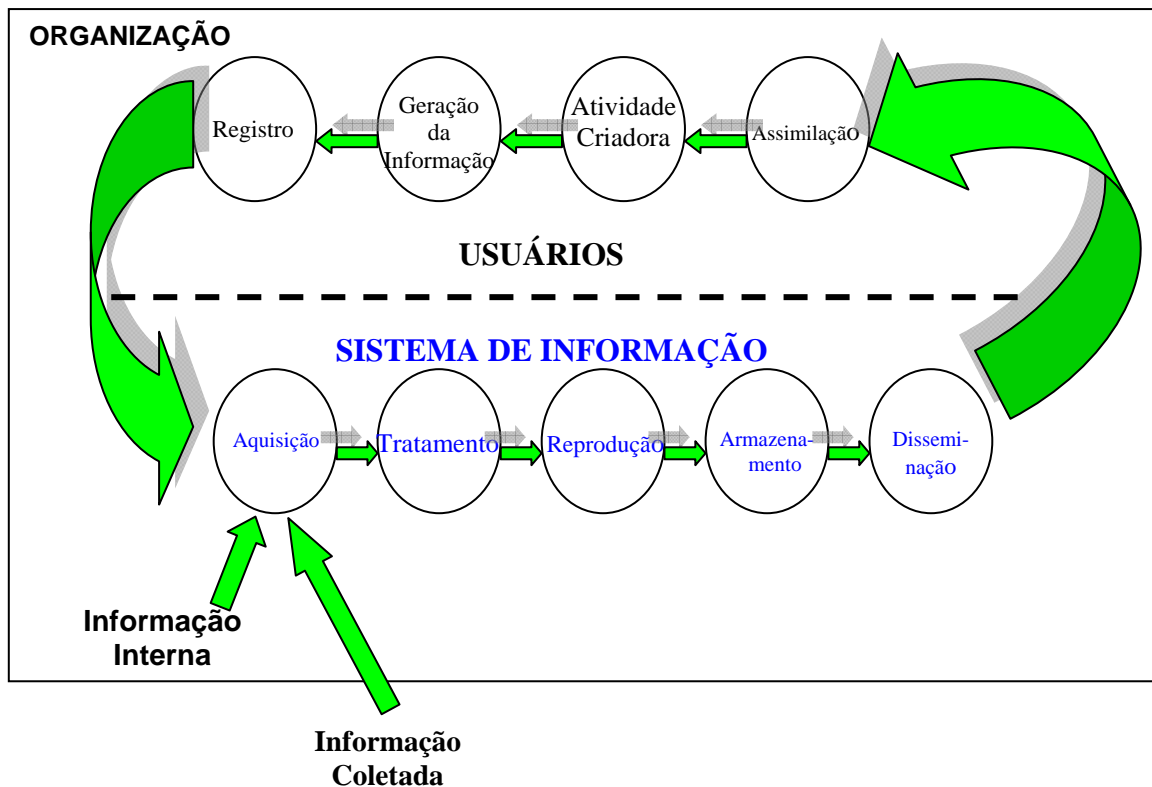 ORGANIZAÇÃO
Registro
Geração
da
Informação
Atividade
Criadora
Assimilação
USUÁRIOS
SISTEMA DE INFORMAÇÃO
Aquisição
Tratamento
Reprodução
Armazena-
mento
Dissemi-
nação
Informação
Interna
Informação
Coletada